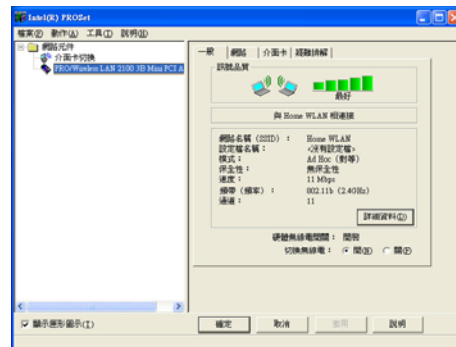 Intel(R) PROSet
檔案(F) 動作(A) 工具(T) 說明(H)
網路元件
介面卡切換
PRO/Wireless LAN 2100 3B Mini PCI A
一般 網路 介面卡 疑難排解
訊號品質
最好
與 Home WLAN 相連接
網路名稱 (SSID) : Home WLAN
設定檔名稱 : <沒有設定檔>
模式 : Ad Hoc (對等)
保全性 : 無保全性
速度 : 11 Mbps
頻帶 (頻率) : 802.11b (2.4GHz)
通道 : 11
詳細資料(D)
硬體無線電開關 : 開啟
切換無線電 : 開(N) 關(F)
顯示匣形圖示(I)
確定 取消 套用 說明